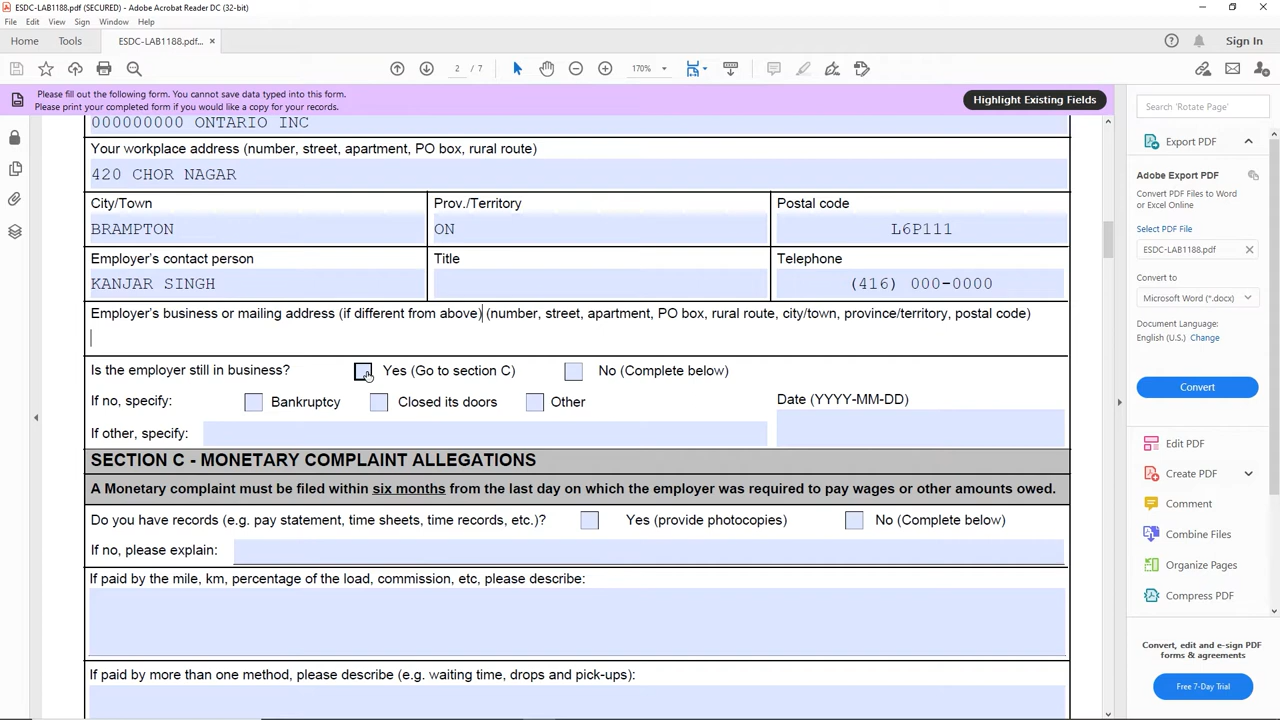 ESDC-LAB1188.pdf (SECURED) - Adobe Acrobat Reader DC (32-bit)
File Edit View Sign Window Help
Home Tools ESDC-LAB1188.pdf... × Sign In
2 / 7 170%
Please fill out the following form. You cannot save data typed into this form.
Please print your completed form if you would like a copy for your records.
Highlight Existing Fields
000000000 ONTARIO INC
Your workplace address (number, street, apartment, PO box, rural route)
420 CHOR NAGAR
City/Town Prov./Territory Postal code
BRAMPTON ON L6P111
Employer's contact person Title Telephone
KANJAR SINGH (416) 000-0000
Employer's business or mailing address (if different from above) (number, street, apartment, PO box, rural route, city/town, province/territory, postal code)
Is the employer still in business? Yes (Go to section C) No (Complete below)
If no, specify: Bankruptcy Closed its doors Other Date (YYYY-MM-DD)
If other, specify:
SECTION C - MONETARY COMPLAINT ALLEGATIONS
A Monetary complaint must be filed within six months from the last day on which the employer was required to pay wages or other amounts owed.
Do you have records (e.g. pay statement, time sheets, time records, etc.)? Yes (provide photocopies) No (Complete below)
If no, please explain:
If paid by the mile, km, percentage of the load, commission, etc, please describe:
If paid by more than one method, please describe (e.g. waiting time, drops and pick-ups):
Search 'Rotate Page'
Export PDF
Adobe Export PDF
Convert PDF Files to Word
or Excel Online
Select PDF File
ESDC-LAB1188.pdf
Convert to
Microsoft Word (*.docx)
Document Language:
English (U.S.) Change
Convert
Edit PDF
Create PDF
Comment
Combine Files
Organize Pages
Compress PDF
Convert, edit and e-sign PDF
forms & agreements
Free 7-Day Trial